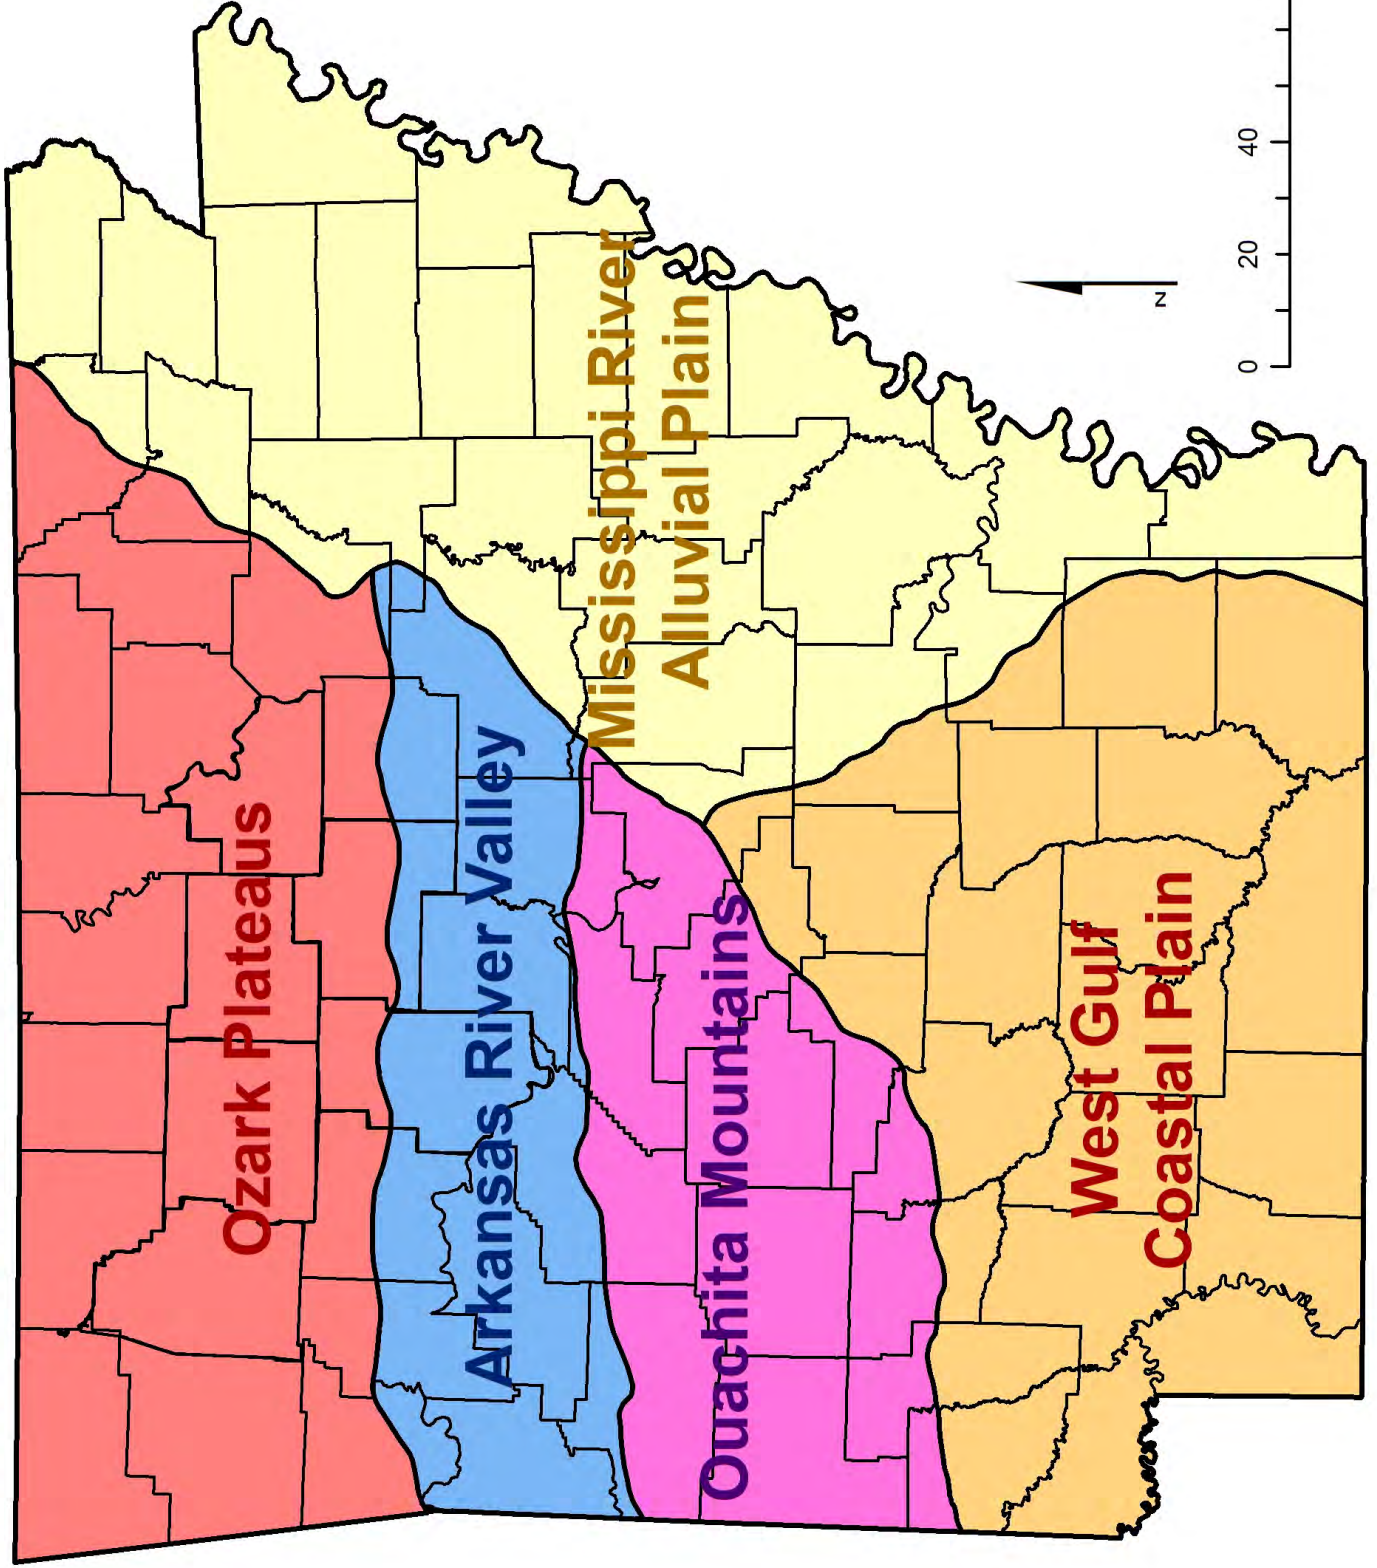 Ozark Plateaus
Arkansas River Valley
Mississippi River
Alluvial Plain
Ouachita Mountains
West Gulf
Coastal Plain
N
0 20 40